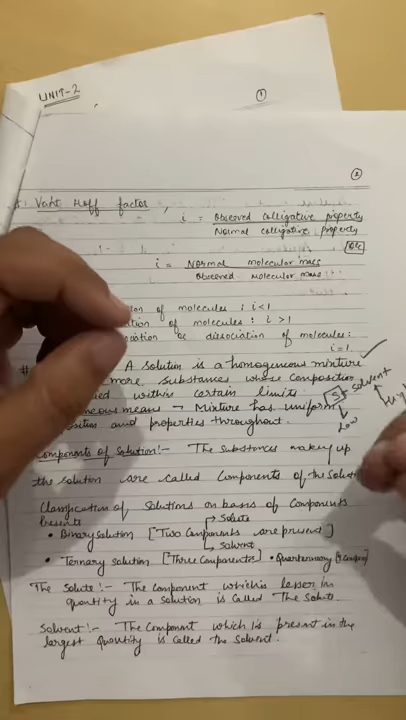 UNIT-2
①
②
Vant Hoff factor,
i = Observed colligative property
Normal colligative property
OR
i = Normal molecular mass
Observed molecular mass
of molecules : i < 1
of molecules : i > 1
or dissociation of molecules :
i = 1
# A solution is a homogeneous mixture
more substances whose composition
within certain limits.
means → Mixture has uniform
and properties throughout.
S → solvent
Low
Components of Solution!- The substances makeup
the solution are called Components of the Solution
Classification of solutions on basis of Components
Presents
Solute
• Binary solution [Two Components are present]
Solvent
• Ternary solution [Three Components] • Quarternary
The Solute!- The Component which is lesser in
quantity in a solution is called The Solute.
Solvent!- The Component which is present in the
largest Quantity is called the Solvent.